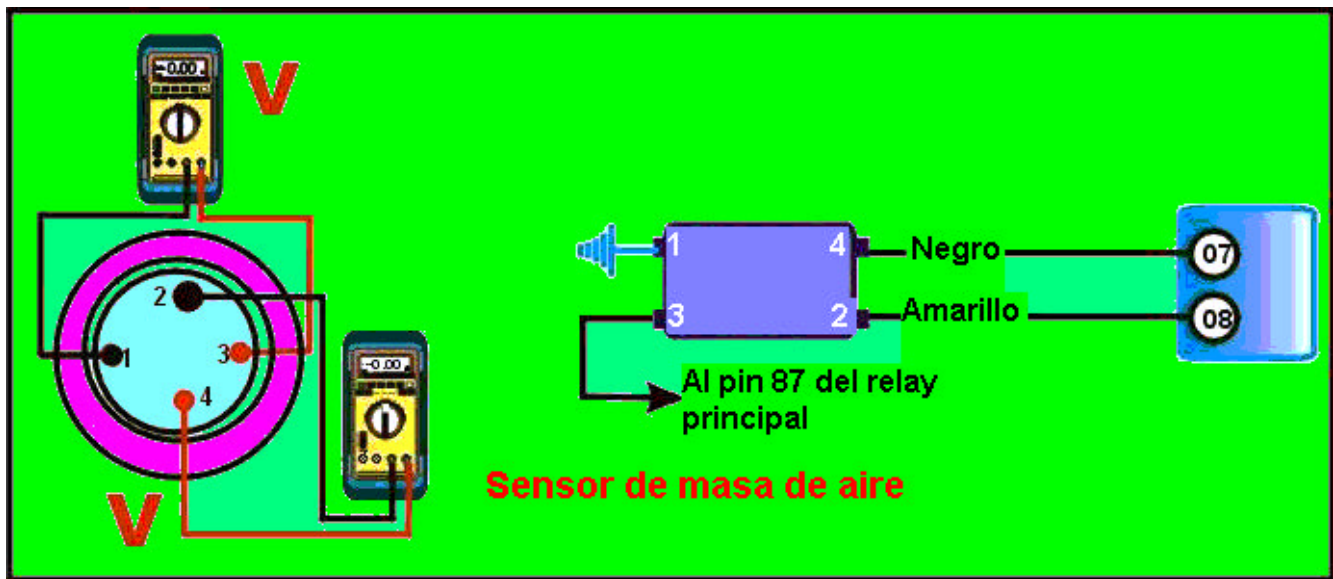 -0.00
V
2
1
3
4
-0.00
V
1
4
Negro
07
3
2
Amarillo
08
Al pin 87 del relay
principal
Sensor de masa de aire